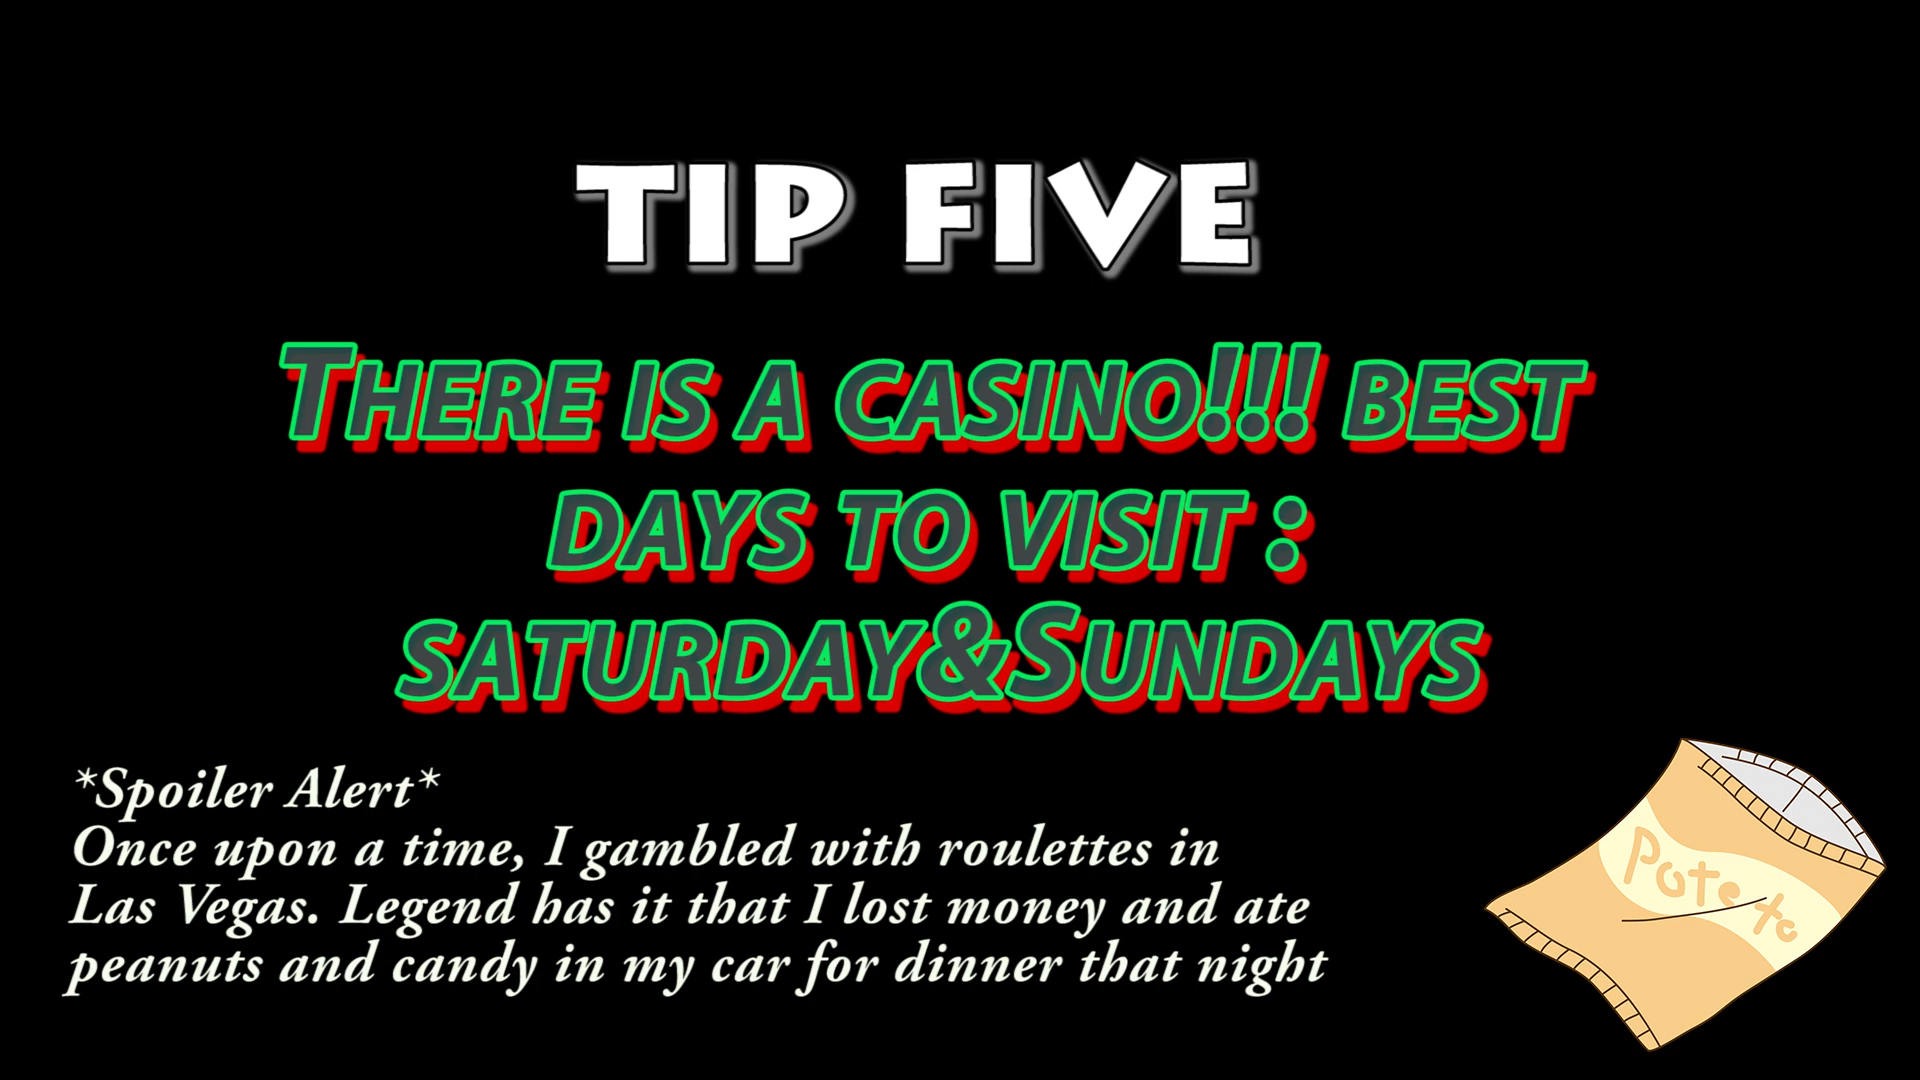 TIP FIVE
THERE IS A CASINO!!! BEST
DAYS TO VISIT :
SATURDAY&SUNDAYS
*Spoiler Alert*
Once upon a time, I gambled with roulettes in
Las Vegas. Legend has it that I lost money and ate
peanuts and candy in my car for dinner that night
Poteto